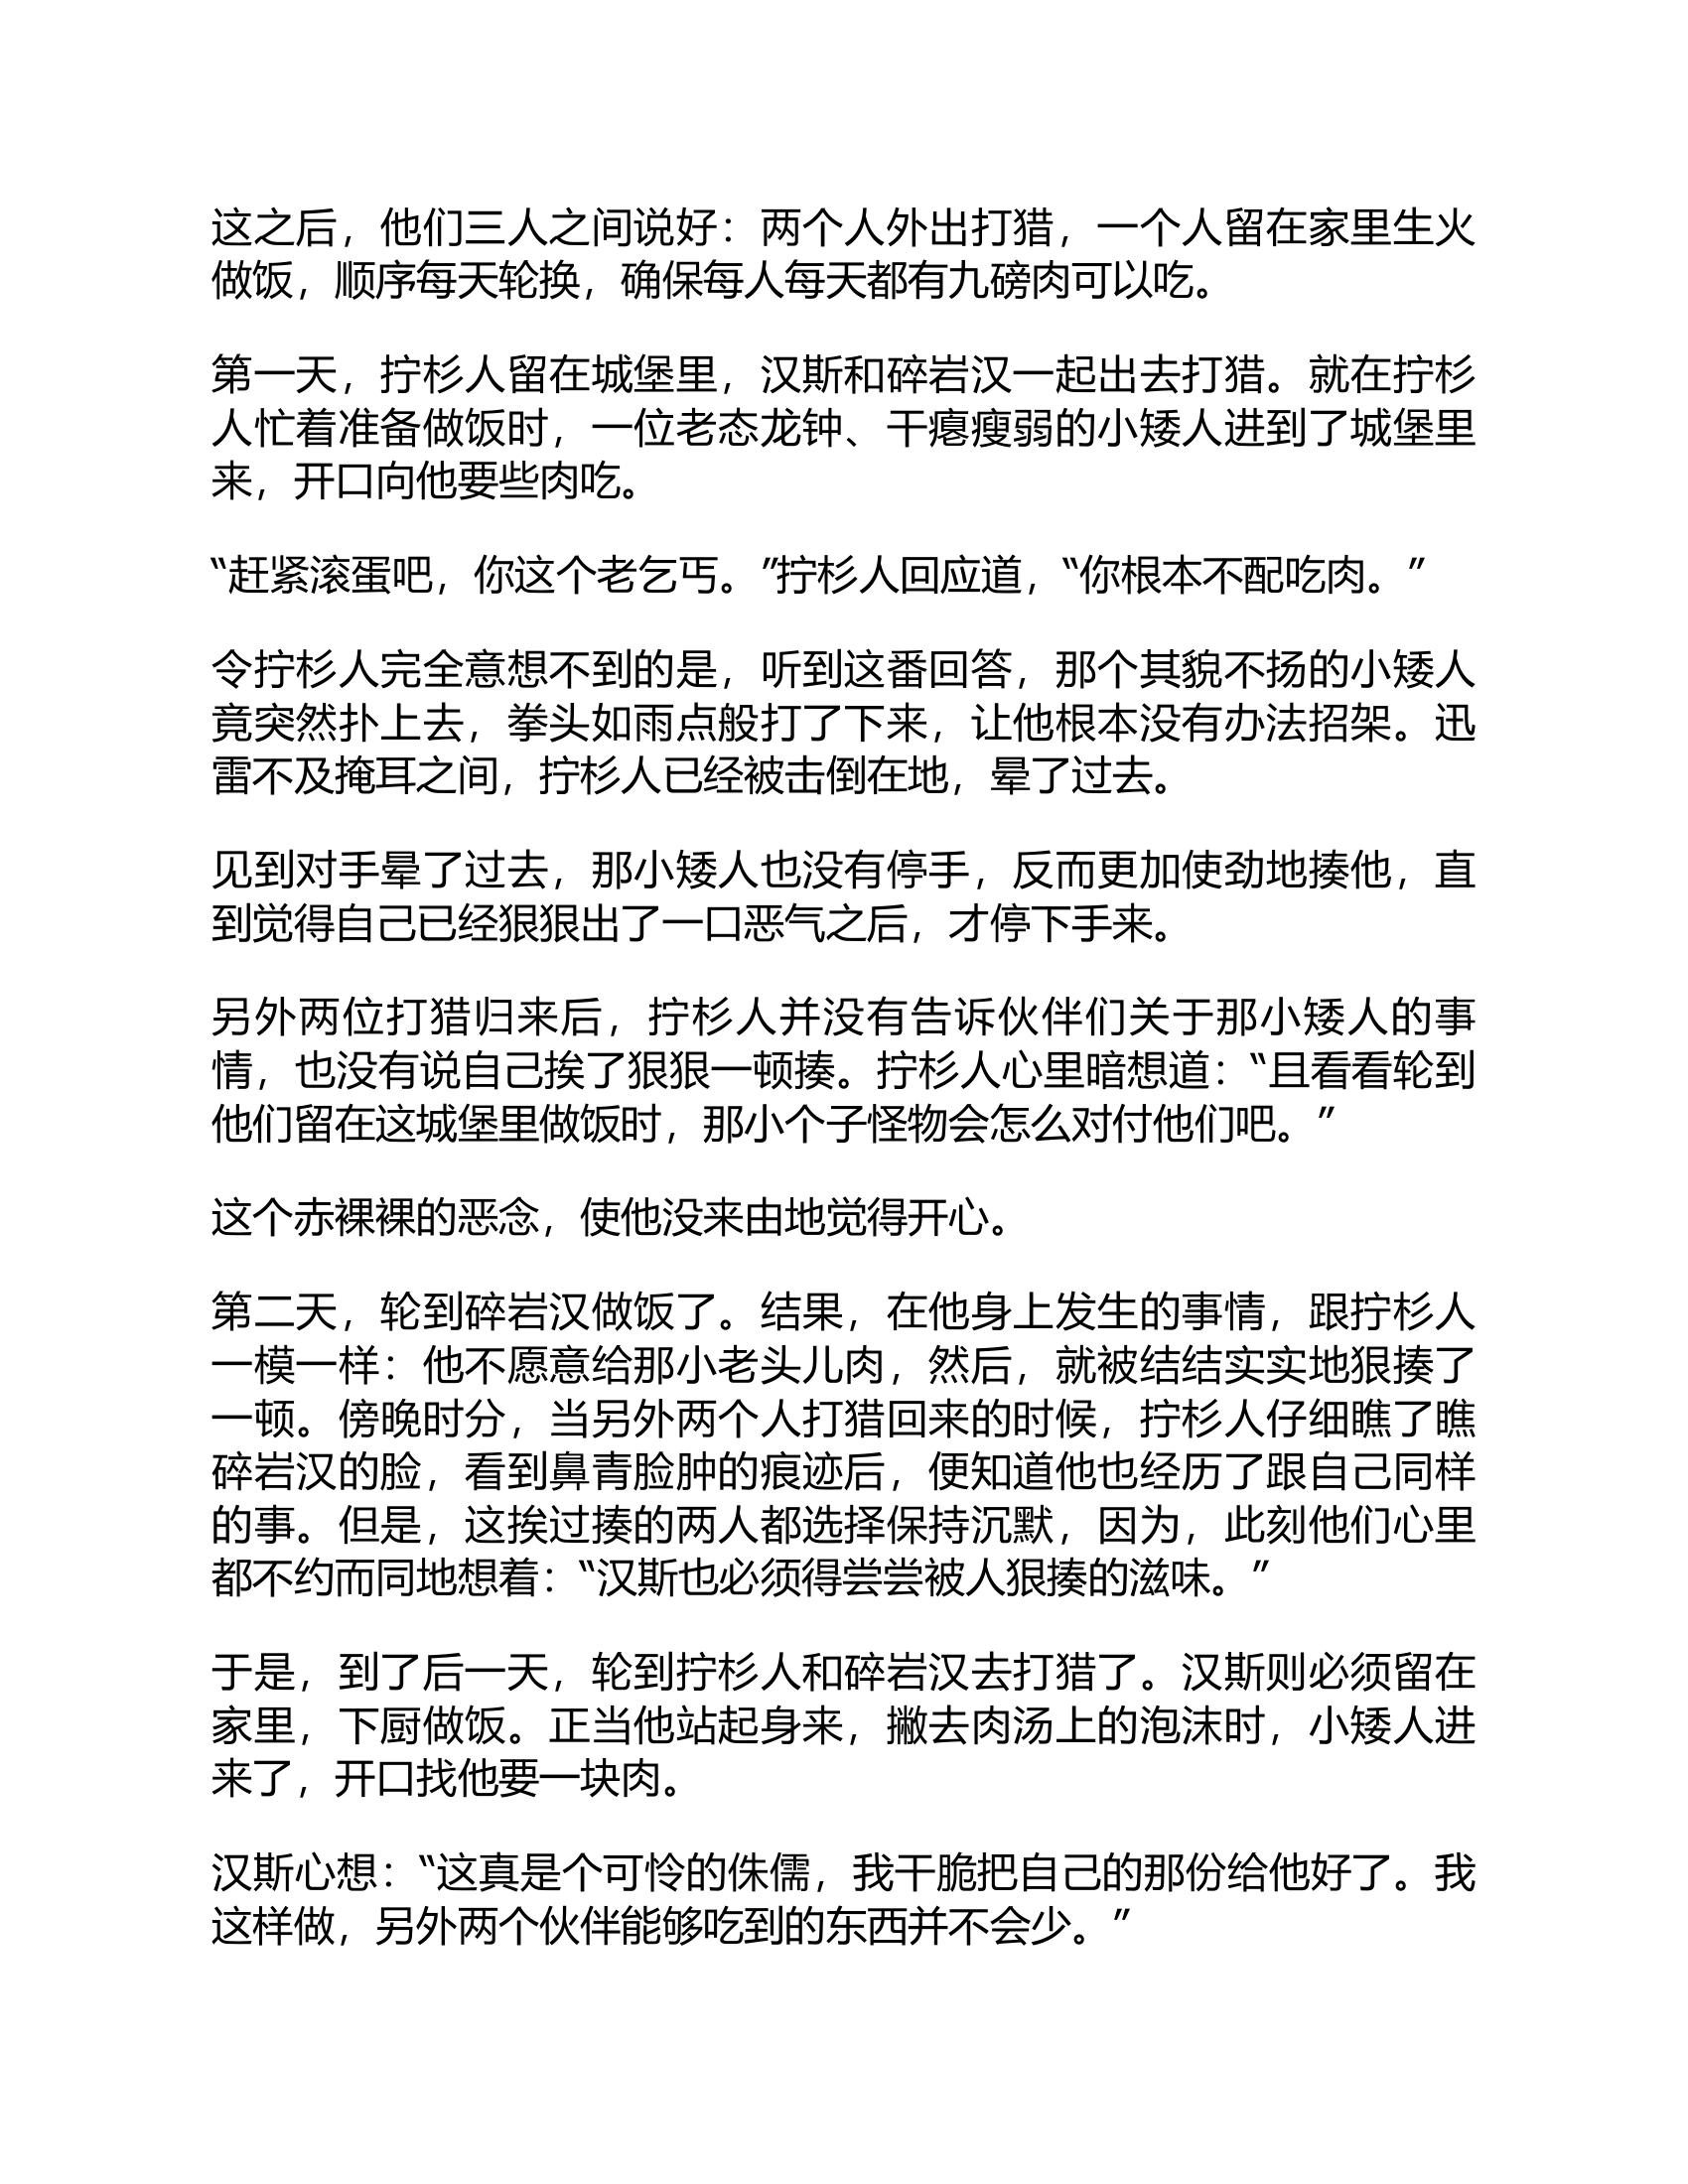 这之后，他们三人之间说好：两个人外出打猎，一个人留在家里生火
做饭，顺序每天轮换，确保每人每天都有九磅肉可以吃。
第一天，拧杉人留在城堡里，汉斯和碎岩汉一起出去打猎。就在拧杉
人忙着准备做饭时，一位老态龙钟、干瘪瘦弱的小矮人进到了城堡里
来，开口向他要些肉吃。
“赶紧滚蛋吧，你这个老乞丐。”拧杉人回应道，“你根本不配吃肉。”
令拧杉人完全意想不到的是，听到这番回答，那个其貌不扬的小矮人
竟突然扑上去，拳头如雨点般打了下来，让他根本没有办法招架。迅
雷不及掩耳之间，拧杉人已经被击倒在地，晕了过去。
见到对手晕了过去，那小矮人也没有停手，反而更加使劲地揍他，直
到觉得自己已经狠狠出了一口恶气之后，才停下手来。
另外两位打猎归来后，拧杉人并没有告诉伙伴们关于那小矮人的事
情，也没有说自己挨了狠狠一顿揍。拧杉人心里暗想道：“且看看轮到
他们留在这城堡里做饭时，那小个子怪物会怎么对付他们吧。”
这个赤裸裸的恶念，使他没来由地觉得开心。
第二天，轮到碎岩汉做饭了。结果，在他身上发生的事情，跟拧杉人
一模一样：他不愿意给那小老头儿肉，然后，就被结结实实地狠揍了
一顿。傍晚时分，当另外两个人打猎回来的时候，拧杉人仔细瞧了瞧
碎岩汉的脸，看到鼻青脸肿的痕迹后，便知道他也经历了跟自己同样
的事。但是，这挨过揍的两人都选择保持沉默，因为，此刻他们心里
都不约而同地想着：“汉斯也必须得尝尝被人狠揍的滋味。”
于是，到了后一天，轮到拧杉人和碎岩汉去打猎了。汉斯则必须留在
家里，下厨做饭。正当他站起身来，撇去肉汤上的泡沫时，小矮人进
来了，开口找他要一块肉。
汉斯心想：“这真是个可怜的侏儒，我干脆把自己的那份给他好了。我
这样做，另外两个伙伴能够吃到的东西并不会少。”